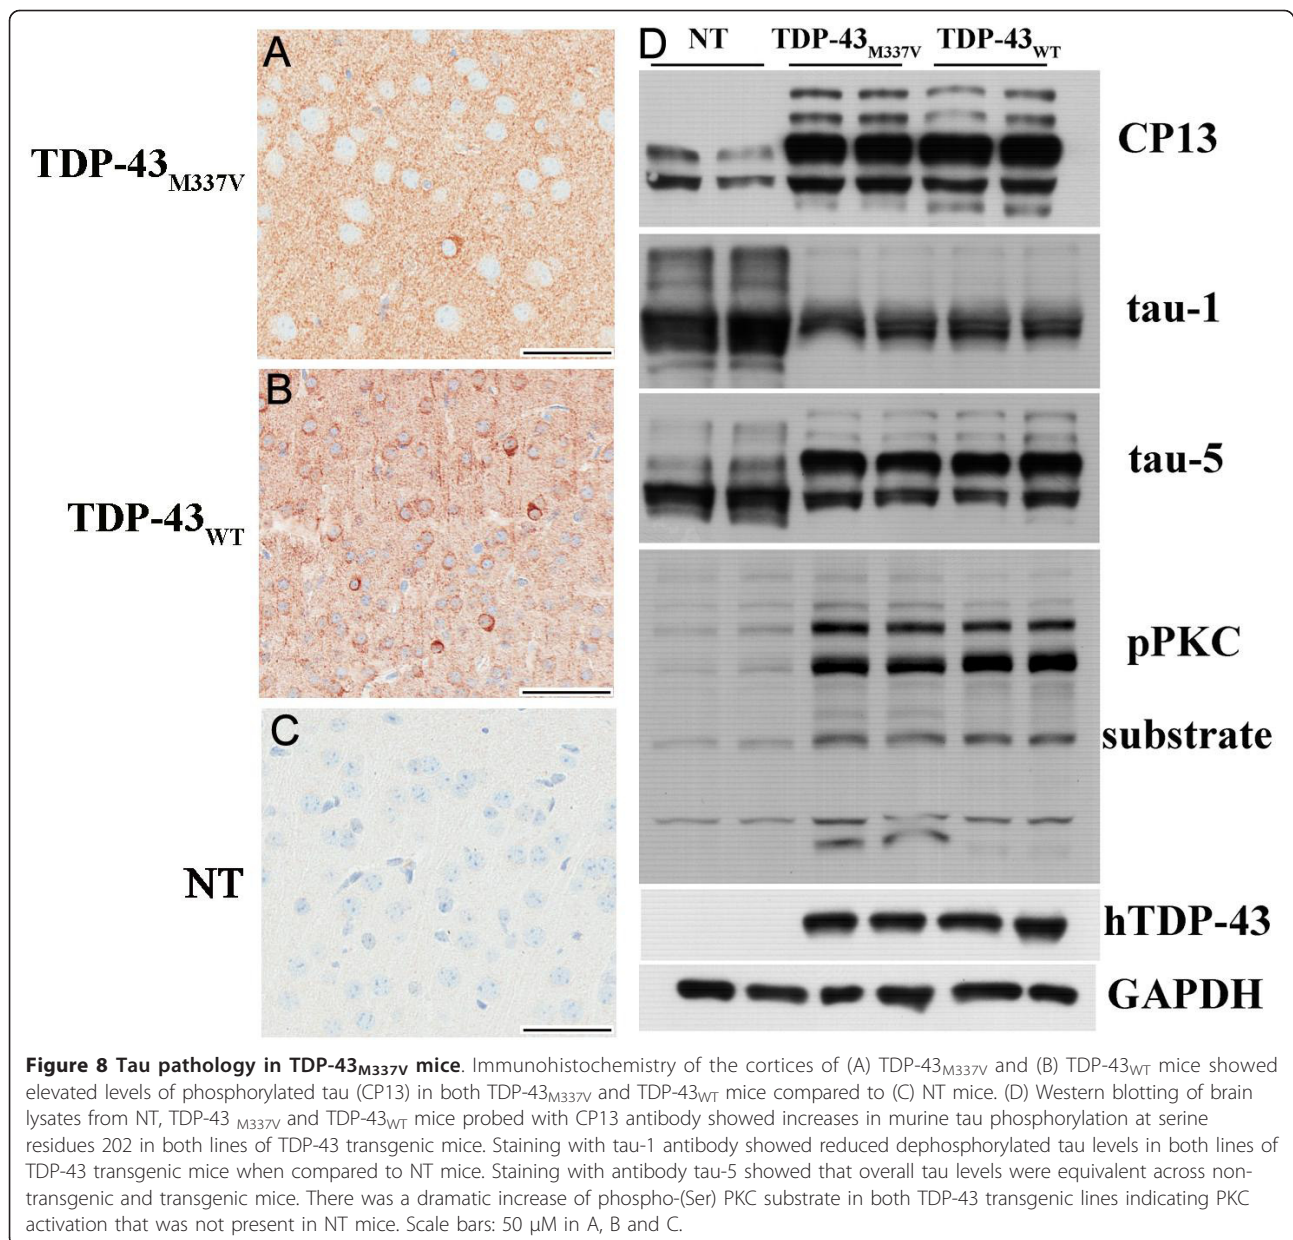 A
TDP-43M337V
B
TDP-43WT
C
NT
D NT TDP-43M337V TDP-43WT
CP13
tau-1
tau-5
pPKC
substrate
hTDP-43
GAPDH
Figure 8 Tau pathology in TDP-43M337V mice. Immunohistochemistry of the cortices of (A) TDP-43M337V and (B) TDP-43WT mice showed
elevated levels of phosphorylated tau (CP13) in both TDP-43M337V and TDP-43WT mice compared to (C) NT mice. (D) Western blotting of brain
lysates from NT, TDP-43 M337V and TDP-43WT mice probed with CP13 antibody showed increases in murine tau phosphorylation at serine
residues 202 in both lines of TDP-43 transgenic mice. Staining with tau-1 antibody showed reduced dephosphorylated tau levels in both lines of
TDP-43 transgenic mice when compared to NT mice. Staining with antibody tau-5 showed that overall tau levels were equivalent across non-
transgenic and transgenic mice. There was a dramatic increase of phospho-(Ser) PKC substrate in both TDP-43 transgenic lines indicating PKC
activation that was not present in NT mice. Scale bars: 50 μM in A, B and C.